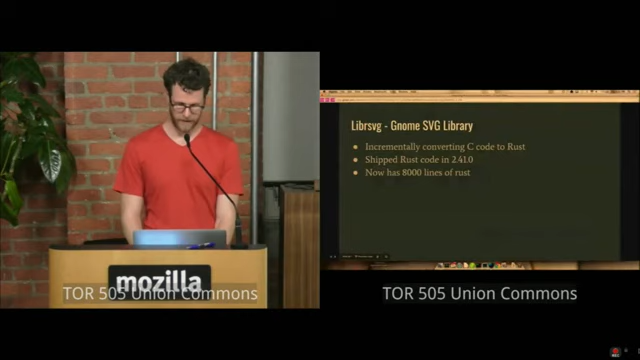 Librsvg - Gnome SVG Library
Incrementally converting C code to Rust
Shipped Rust code in 2.41.0
Now has 8000 lines of rust
mozilla
TOR 505 Union Commons
TOR 505 Union Commons